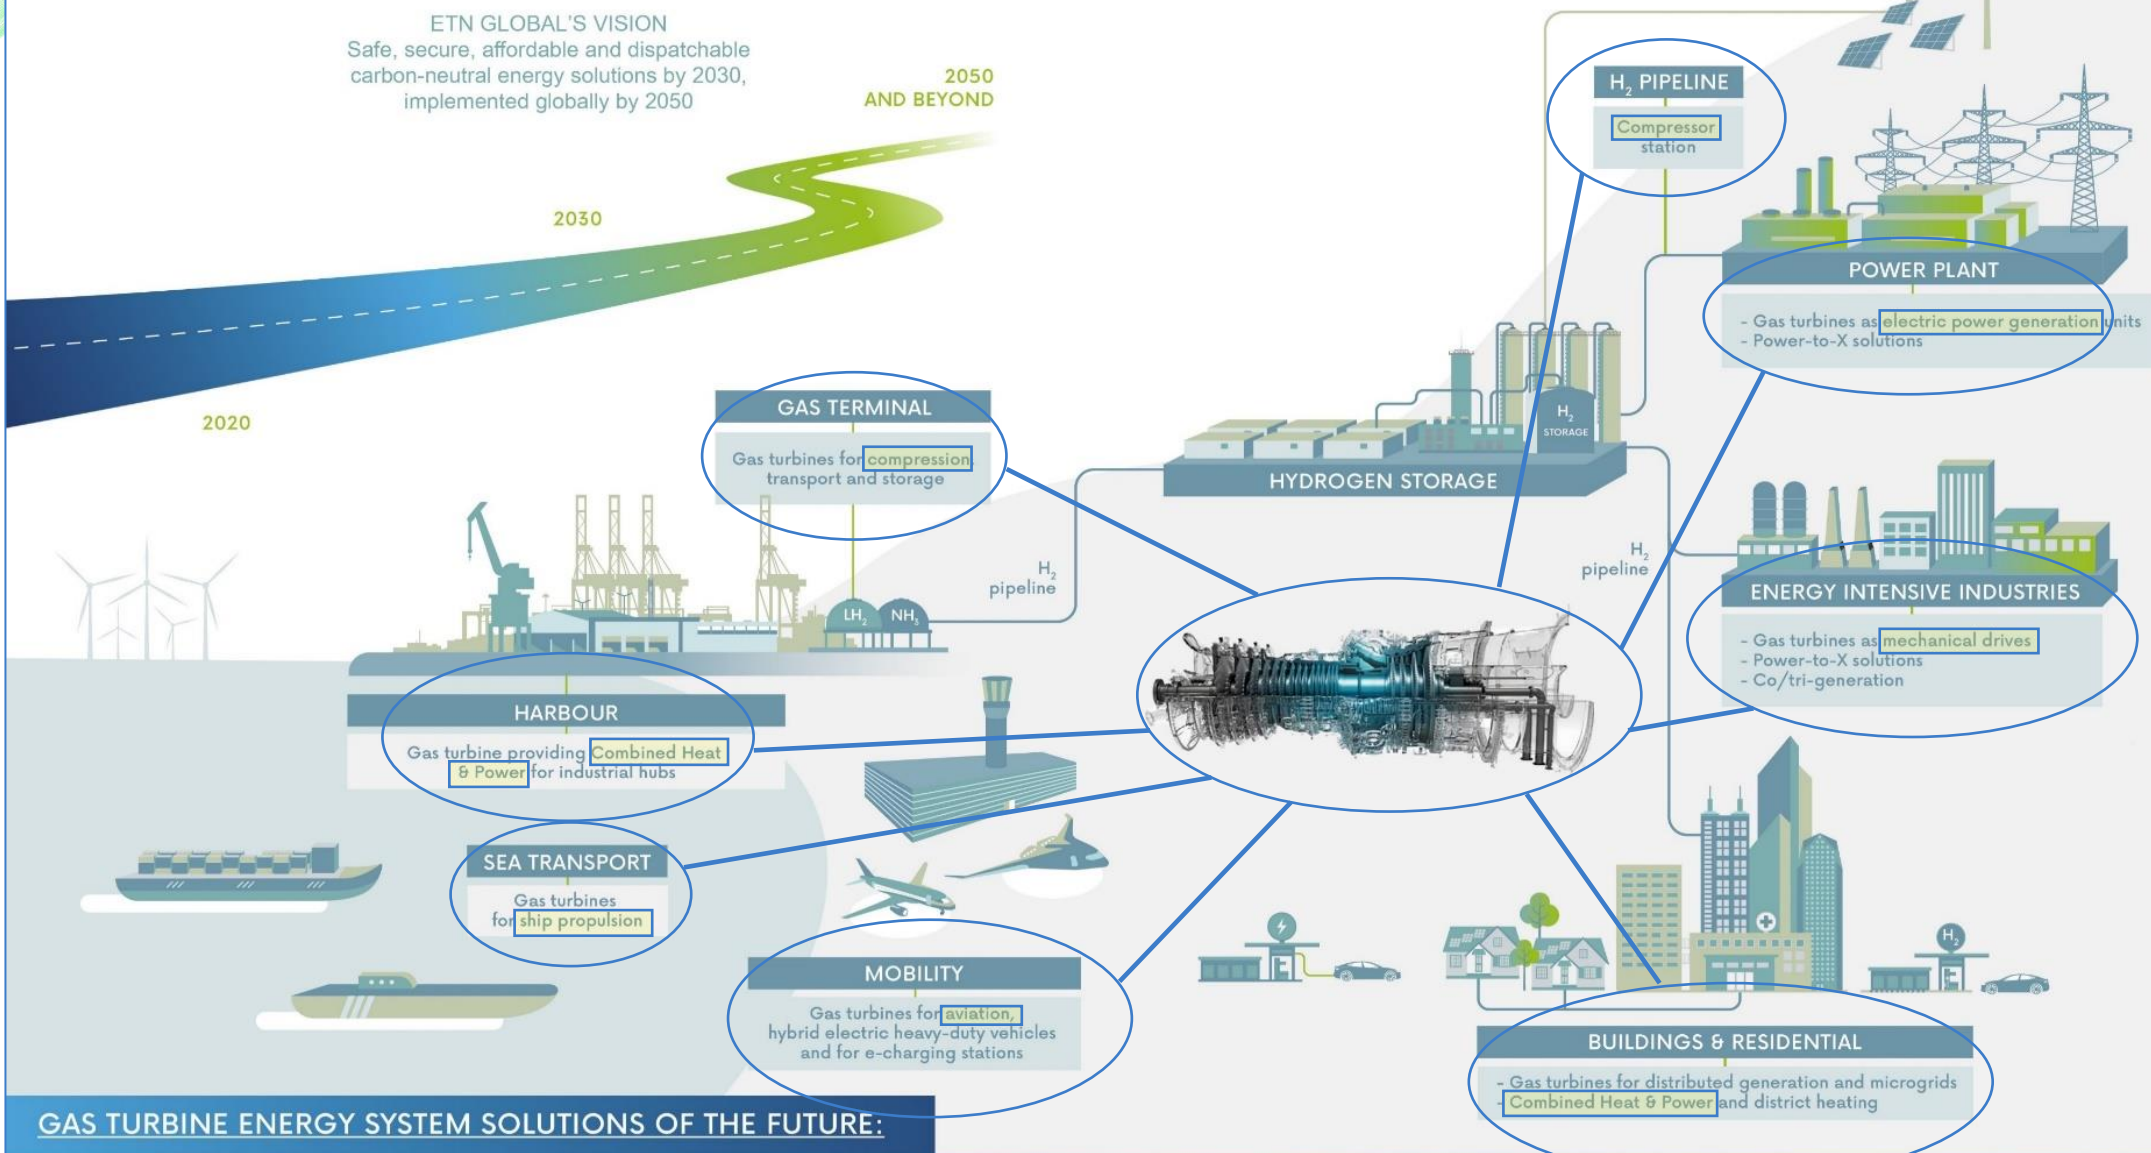 ETN GLOBAL'S VISION
Safe, secure, affordable and dispatchable
carbon-neutral energy solutions by 2030,
implemented globally by 2050
2050
AND BEYOND
2030
2020
H₂ PIPELINE
Compressor
station
POWER PLANT
- Gas turbines as electric power generation units
- Power-to-X solutions
GAS TERMINAL
Gas turbines for compression,
transport and storage
H₂
STORAGE
HYDROGEN STORAGE
H₂
pipeline
H₂
pipeline
ENERGY INTENSIVE INDUSTRIES
- Gas turbines as mechanical drives
- Power-to-X solutions
- Co/tri-generation
LH₂
NH₃
HARBOUR
Gas turbine providing Combined Heat
& Power for industrial hubs
SEA TRANSPORT
Gas turbines
for ship propulsion
MOBILITY
Gas turbines for aviation,
hybrid electric heavy-duty vehicles
and for e-charging stations
H₂
BUILDINGS & RESIDENTIAL
- Gas turbines for distributed generation and microgrids
- Combined Heat & Power and district heating
GAS TURBINE ENERGY SYSTEM SOLUTIONS OF THE FUTURE: